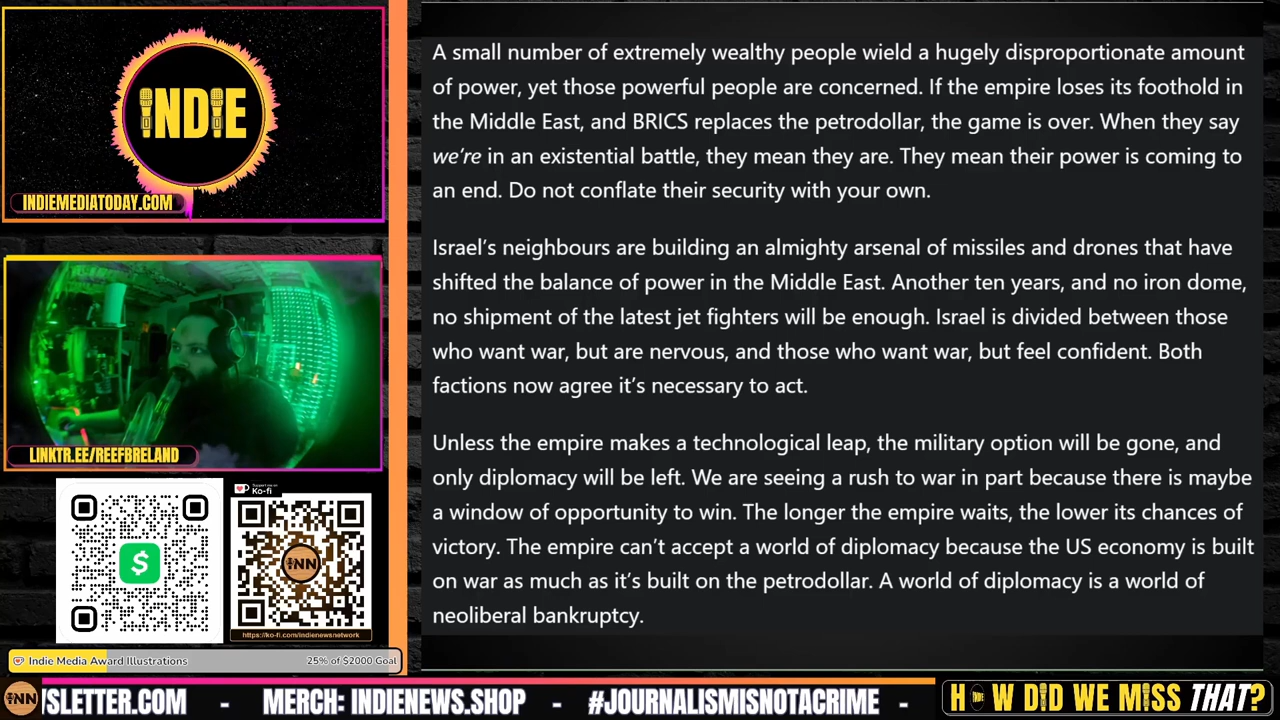 INDIE
INDIEMEDIATODAY.COM
LINKTR.EE/REEFBRELAND
$
Support me on
Ko-fi
INN
https://ko-fi.com/indienewsnetwork
Indie Media Award Illustrations 25% of $2000 Goal
A small number of extremely wealthy people wield a hugely disproportionate amount
of power, yet those powerful people are concerned. If the empire loses its foothold in
the Middle East, and BRICS replaces the petrodollar, the game is over. When they say
we're in an existential battle, they mean they are. They mean their power is coming to
an end. Do not conflate their security with your own.
Israel's neighbours are building an almighty arsenal of missiles and drones that have
shifted the balance of power in the Middle East. Another ten years, and no iron dome,
no shipment of the latest jet fighters will be enough. Israel is divided between those
who want war, but are nervous, and those who want war, but feel confident. Both
factions now agree it's necessary to act.
Unless the empire makes a technological leap, the military option will be gone, and
only diplomacy will be left. We are seeing a rush to war in part because there is maybe
a window of opportunity to win. The longer the empire waits, the lower its chances of
victory. The empire can't accept a world of diplomacy because the US economy is built
on war as much as it's built on the petrodollar. A world of diplomacy is a world of
neoliberal bankruptcy.
INN SLETTER.COM - MERCH: INDIENEWS.SHOP - #JOURNALISMISNOTACRIME -
HOW DID WE MISS THAT?